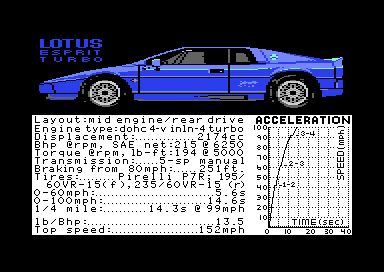 LOTUS
ESPRIT
TURBO
Layout:mid engine/rear drive
Engine type:dohc 4-v inln-4 turbo
Displacement:................2174cc
Bhp @rpm, SAE net:215 @ 6250
Torque @rpm, lb-ft:194 @ 5000
Transmission:......5-sp manual
Braking from 80mph:......251ft.
Tires:......Pirelli P7R; 195/
60VR-15(f),235/60VR-15 (r)
0-60mph:........................5.6s
0-100mph:.....................14.6s
1/4 mile:............14.3s @ 99mph
lb/Bhp:..........................13.5
Top speed:...................152mph
ACCELERATION
100
90
80
70
60
50
40
30
20
10
3-4
2-3
1-2
SPEED(mph)
TIME(sec)
0 10 20 30 40